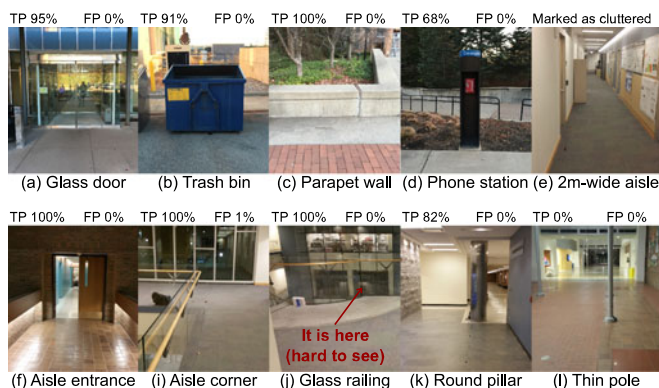 TP 95% FP 0% TP 91% FP 0% TP 100% FP 0% TP 68% FP 0% Marked as cluttered
(a) Glass door (b) Trash bin (c) Parapet wall (d) Phone station (e) 2m-wide aisle
TP 100% FP 0% TP 100% FP 1% TP 100% FP 0% TP 82% FP 0% TP 0% FP 0%
It is here
(hard to see)
(f) Aisle entrance (i) Aisle corner (j) Glass railing (k) Round pillar (l) Thin pole